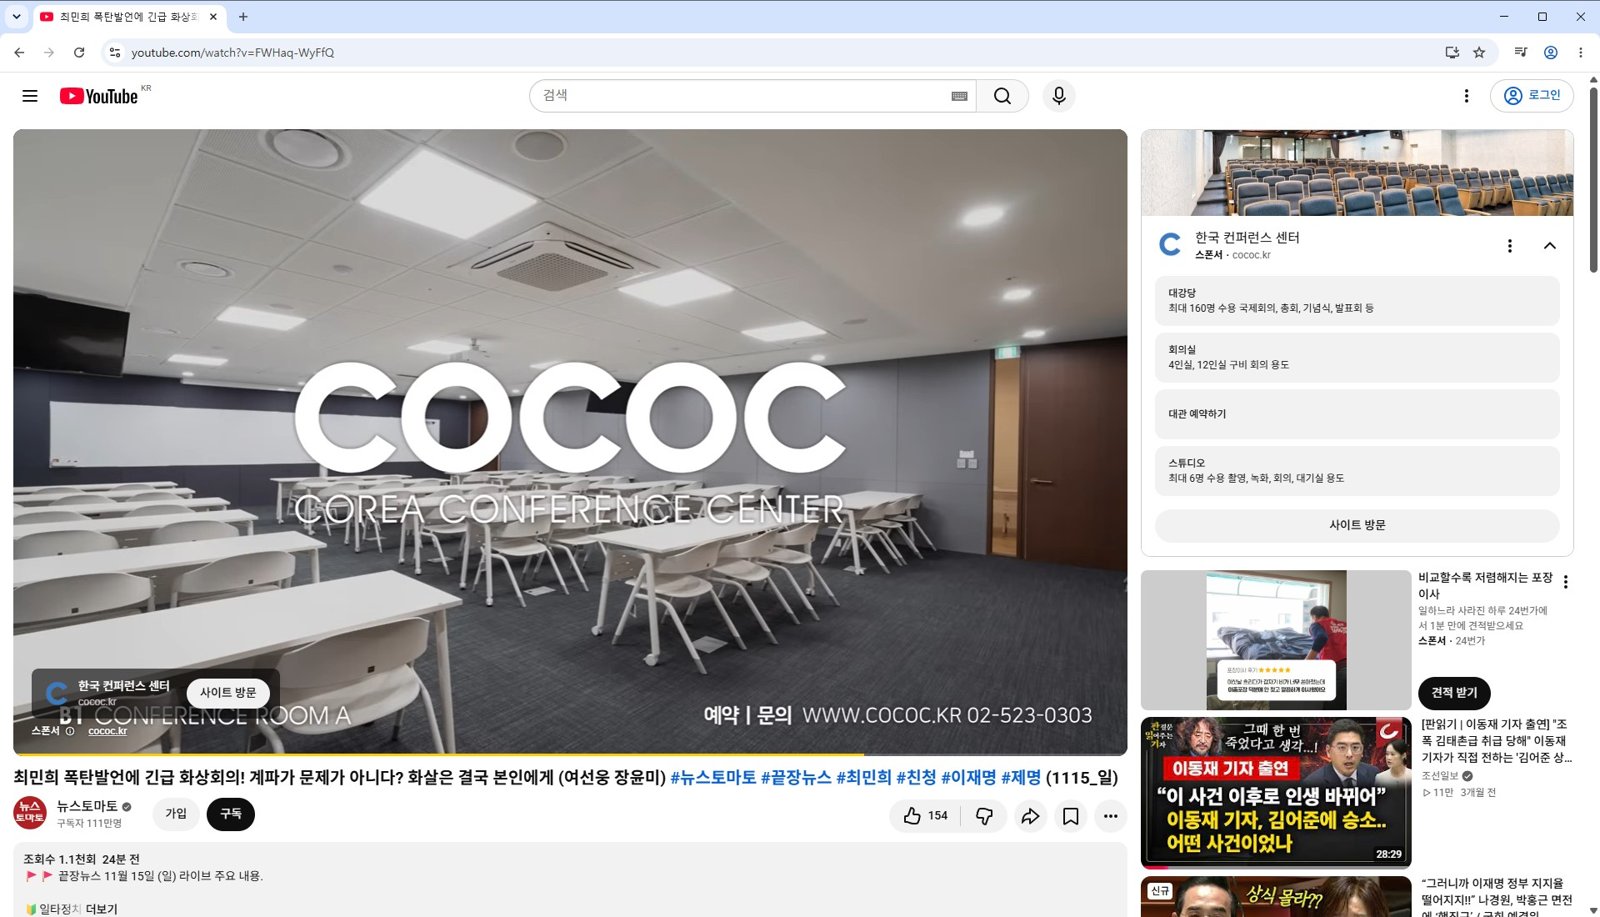 최민희 폭탄발언에 긴급 화상회
youtube.com/watch?v=FWHaq-WyFfQ
YouTube KR
검색
로그인
COCOC
COREA CONFERENCE CENTER
한국 컨퍼런스 센터
cococ.kr
사이트 방문
B1 CONFERENCE ROOM A
스폰서
cococ.kr
예약 | 문의 WWW.COCOC.KR 02-523-0303
최민희 폭탄발언에 긴급 화상회의! 계파가 문제가 아니다? 화살은 결국 본인에게 (여선웅 장윤미) #뉴스토마토 #끝장뉴스 #최민희 #친청 #이재명 #제명 (1115_일)
뉴스
토마토
뉴스토마토
구독자 111만명
가입
구독
154
조회수 1.1천회 24분 전
끝장뉴스 11월 15일 (일) 라이브 주요 내용.
일타정치 더보기
한국 컨퍼런스 센터
스폰서 · cococ.kr
대강당
최대 160명 수용 국제회의, 총회, 기념식, 발표회 등
회의실
4인실, 12인실 구비 회의 용도
대관 예약하기
스튜디오
최대 6명 수용 촬영, 녹화, 회의, 대기실 용도
사이트 방문
비교할수록 저렴해지는 포장
이사
일하느라 사라진 하루 24번가에
서 1분 만에 견적받으세요
스폰서 · 24번가
견적 받기
그때 한 번
죽었다고 생각...!
이동재 기자 출연
“이 사건 이후로 인생 바뀌어”
이동재 기자, 김어준에 승소..
어떤 사건이었나
28:29
[판읽기 | 이동재 기자 출연] "조
폭 김태촌급 취급 당해" 이동재
기자가 직접 전하는 '김어준 상...
조선일보
11만 3개월 전
신규
상식 몰라??
“그러니까 이재명 정부 지지율
떨어지지!!” 나경원, 박홍근 면전